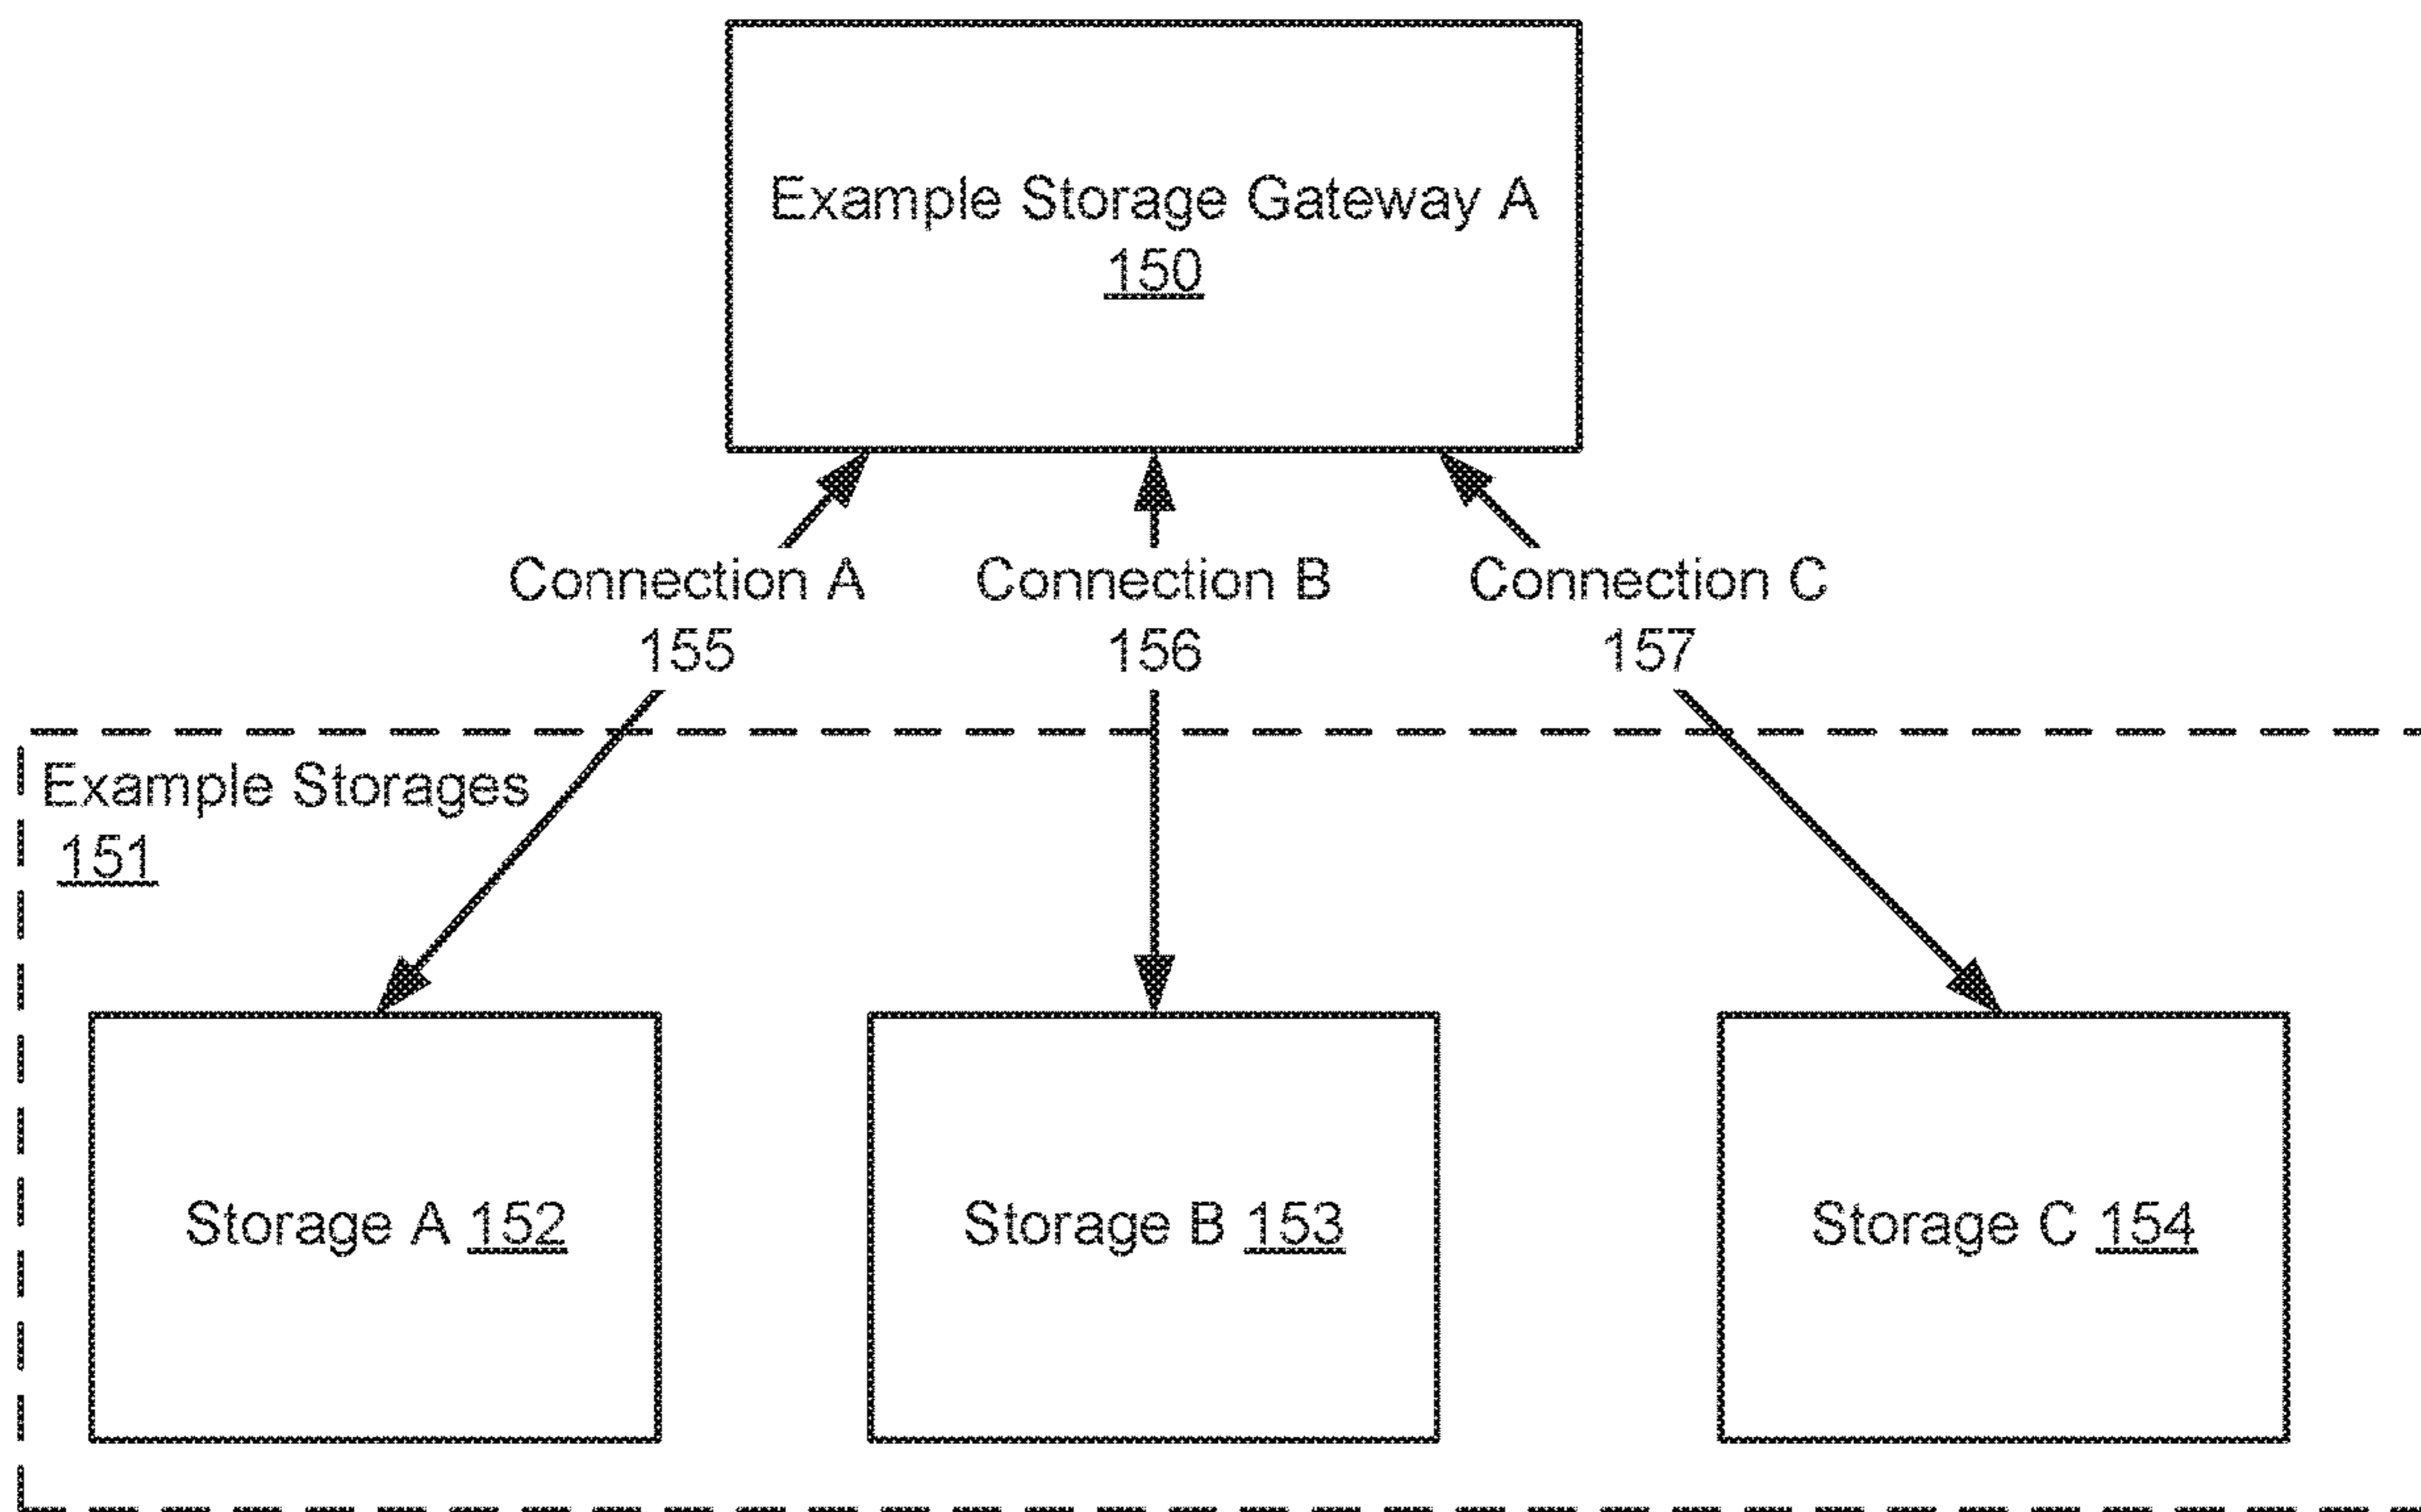 Example Storage Gateway A
150
Connection A
155
Connection B
156
Connection C
157
Example Storages
151
Storage A 152
Storage B 153
Storage C 154